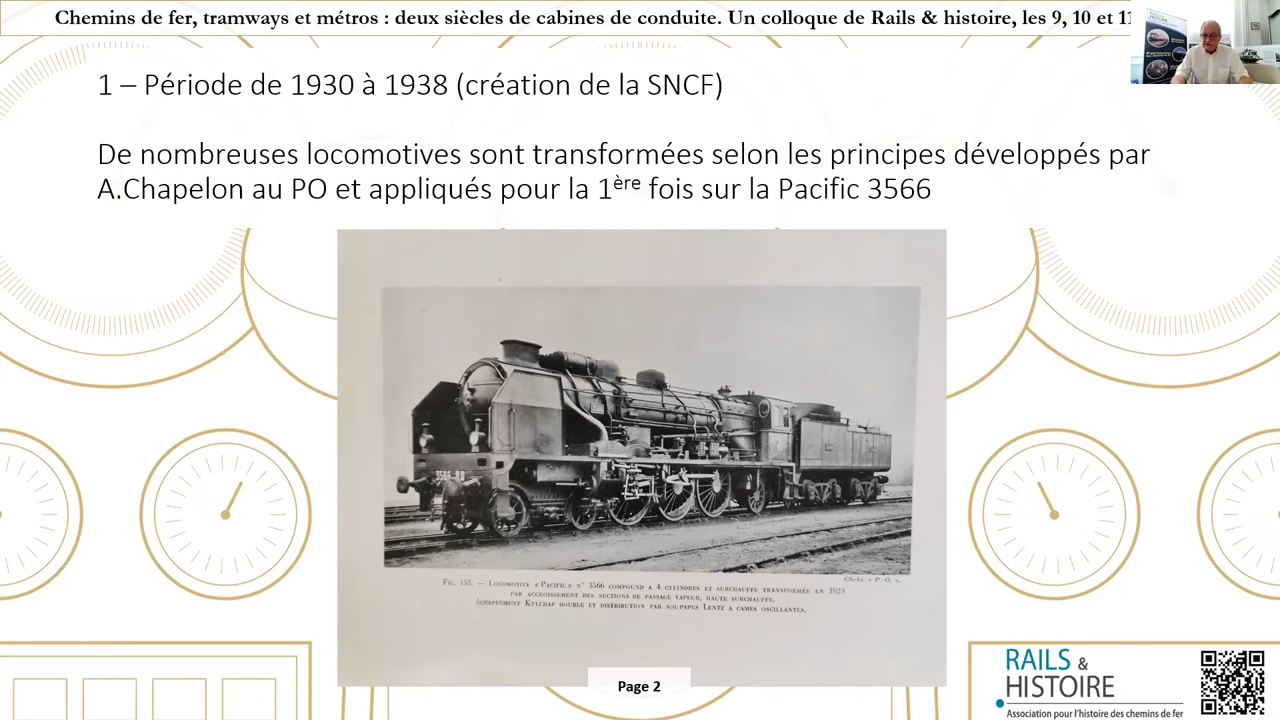 Chemins de fer, tramways et métros : deux siècles de cabines de conduite. Un colloque de Rails & histoire, les 9, 10 et 11
1 – Période de 1930 à 1938 (création de la SNCF)
De nombreuses locomotives sont transformées selon les principes développés par
A.Chapelon au PO et appliqués pour la 1ère fois sur la Pacific 3566
3566 PO
Cliché « P.-O. ».
Fig. 155. — Locomotive « Pacific » n° 3566 compound a 4 cylindres et surchauffe transformée en 1929
par accroissement des sections de passage vapeur, haute surchauffe,
échappement Kylchap double et distribution par soupapes Lentz a cames oscillantes.
Page 2
RAILS &
HISTOIRE
Association pour l'histoire des chemins de fer